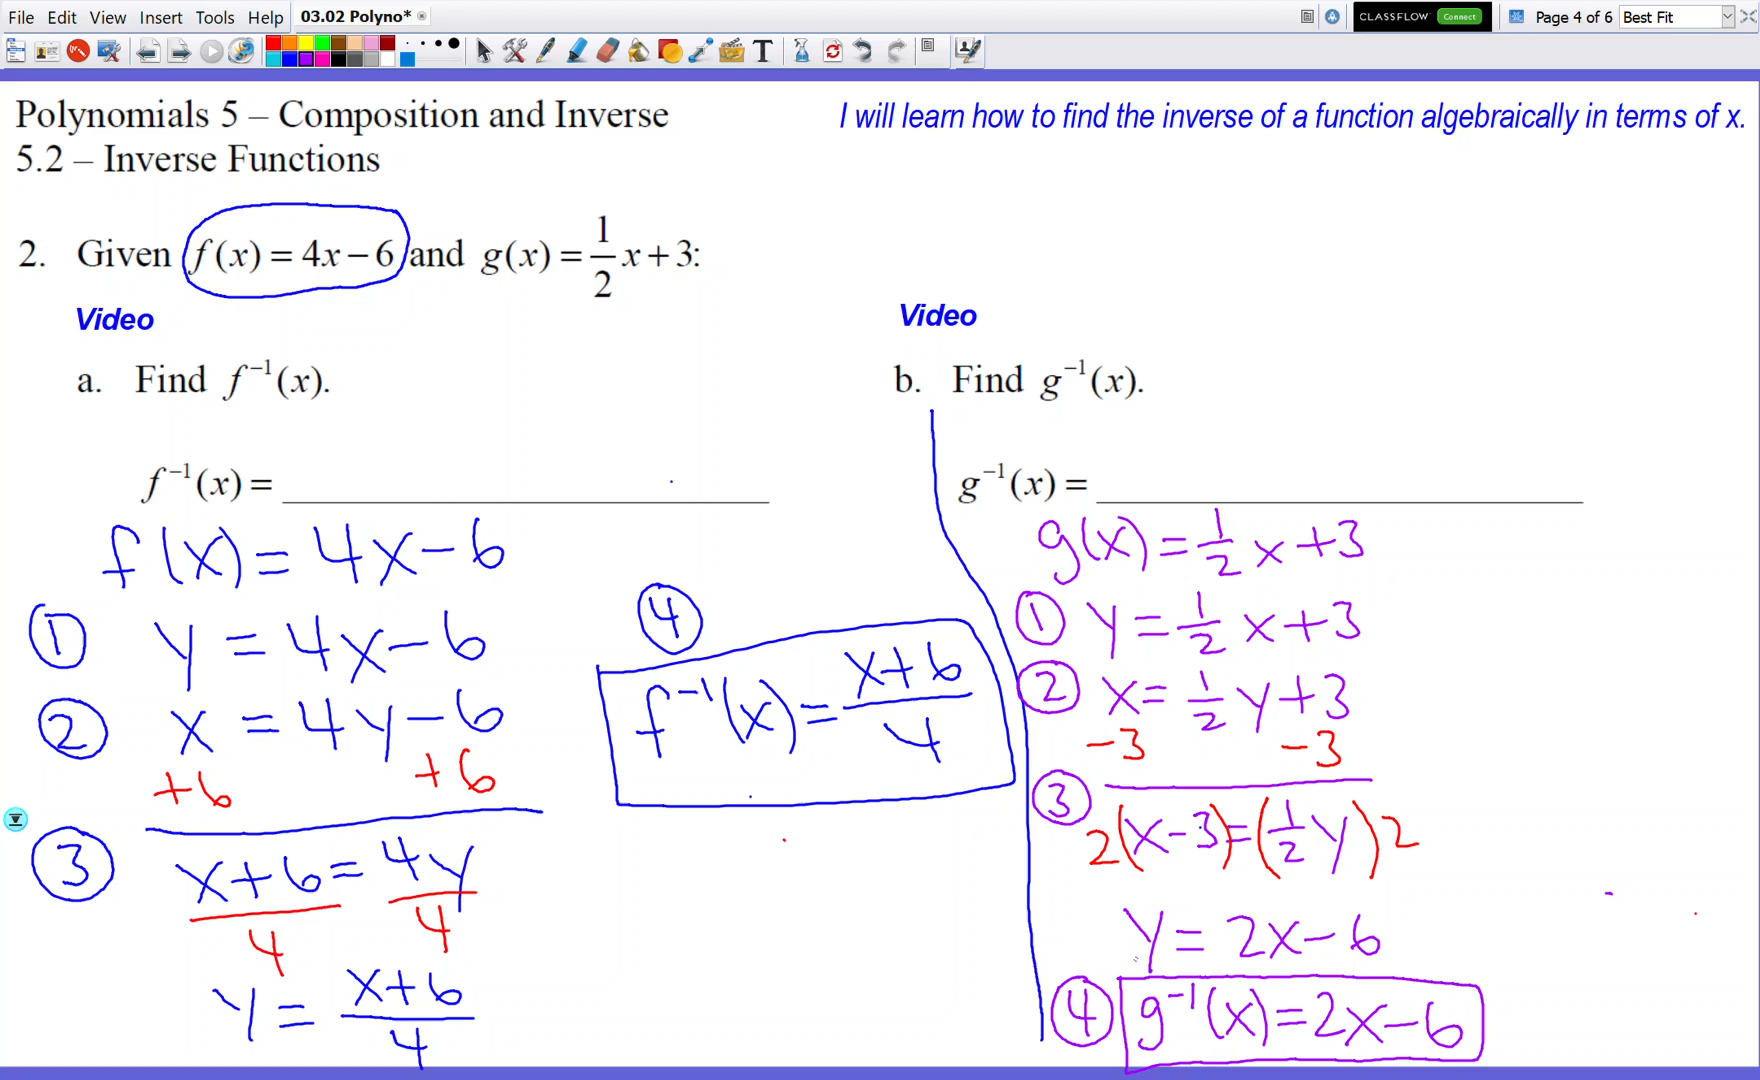 File Edit View Insert Tools Help 03.02 Polyno* CLASSFLOW Connect Page 4 of 6 Best Fit
Polynomials 5 – Composition and Inverse
5.2 – Inverse Functions
I will learn how to find the inverse of a function algebraically in terms of x.
2. Given f(x) = 4x – 6 and g(x) = 1/2 x + 3:
Video
a. Find f⁻¹(x).
f⁻¹(x) = ____________
f(x) = 4x – 6
① y = 4x – 6
② x = 4y – 6
+6 +6
③ x + 6 = 4y
4 4
y = (x + 6)/4
④
f⁻¹(x) = (x + 6)/4
Video
b. Find g⁻¹(x).
g⁻¹(x) = ____________
g(x) = 1/2 x + 3
① y = 1/2 x + 3
② x = 1/2 y + 3
–3 –3
③ 2(x – 3) = (1/2 y)2
y = 2x – 6
④ g⁻¹(x) = 2x – 6